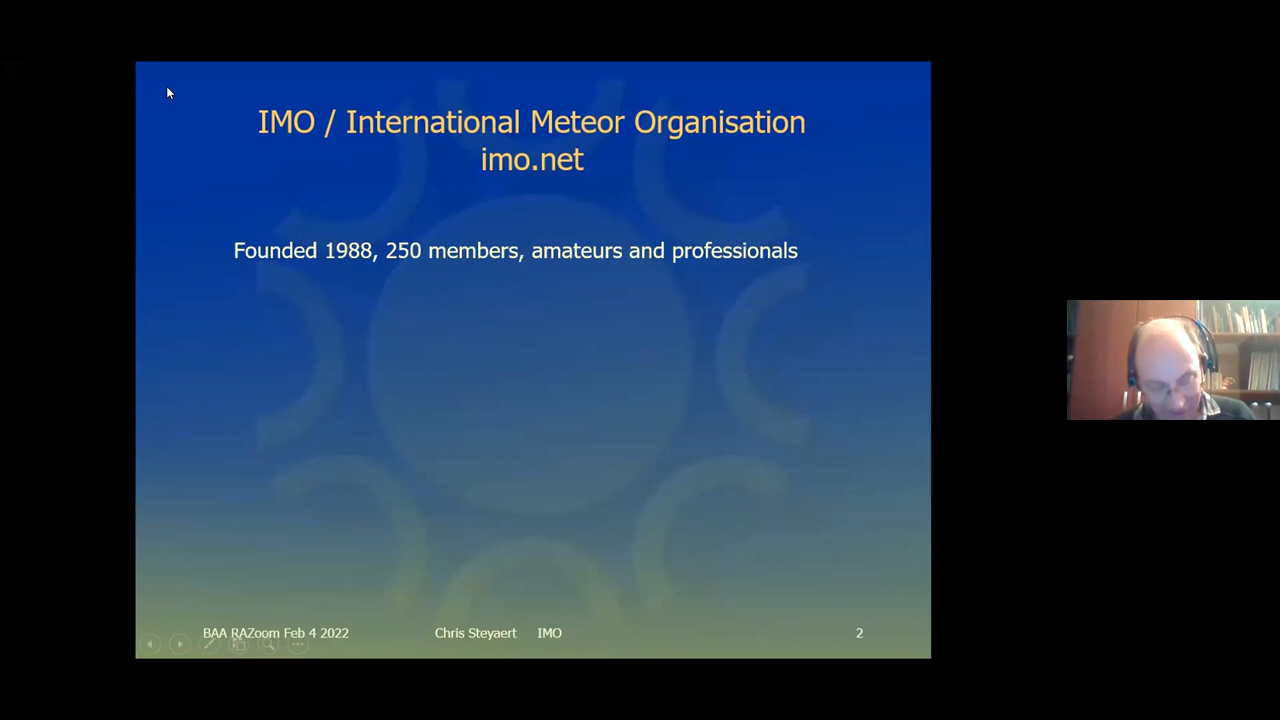 IMO / International Meteor Organisation
imo.net
Founded 1988, 250 members, amateurs and professionals
BAA RAZoom Feb 4 2022 Chris Steyaert IMO 2